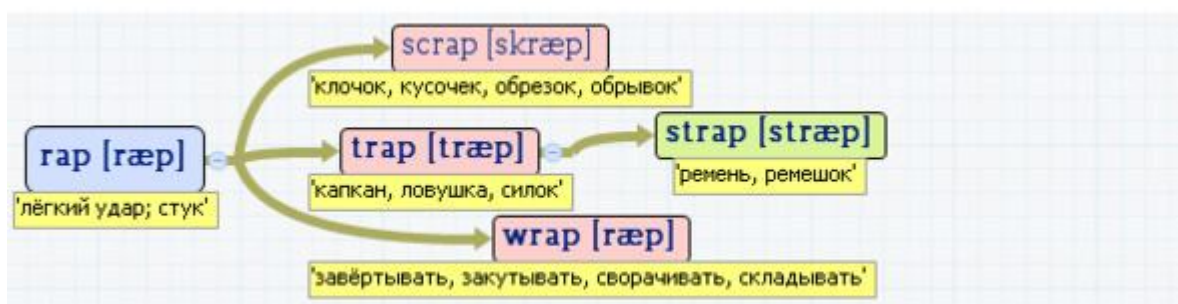 scrap [skræp]
'клочок, кусочек, обрезок, обрывок'
rap [ræp]
'лёгкий удар; стук'
trap [træp]
'капкан, ловушка, силок'
strap [stræp]
'ремень, ремешок'
wrap [ræp]
'завёртывать, закутывать, сворачивать, складывать'